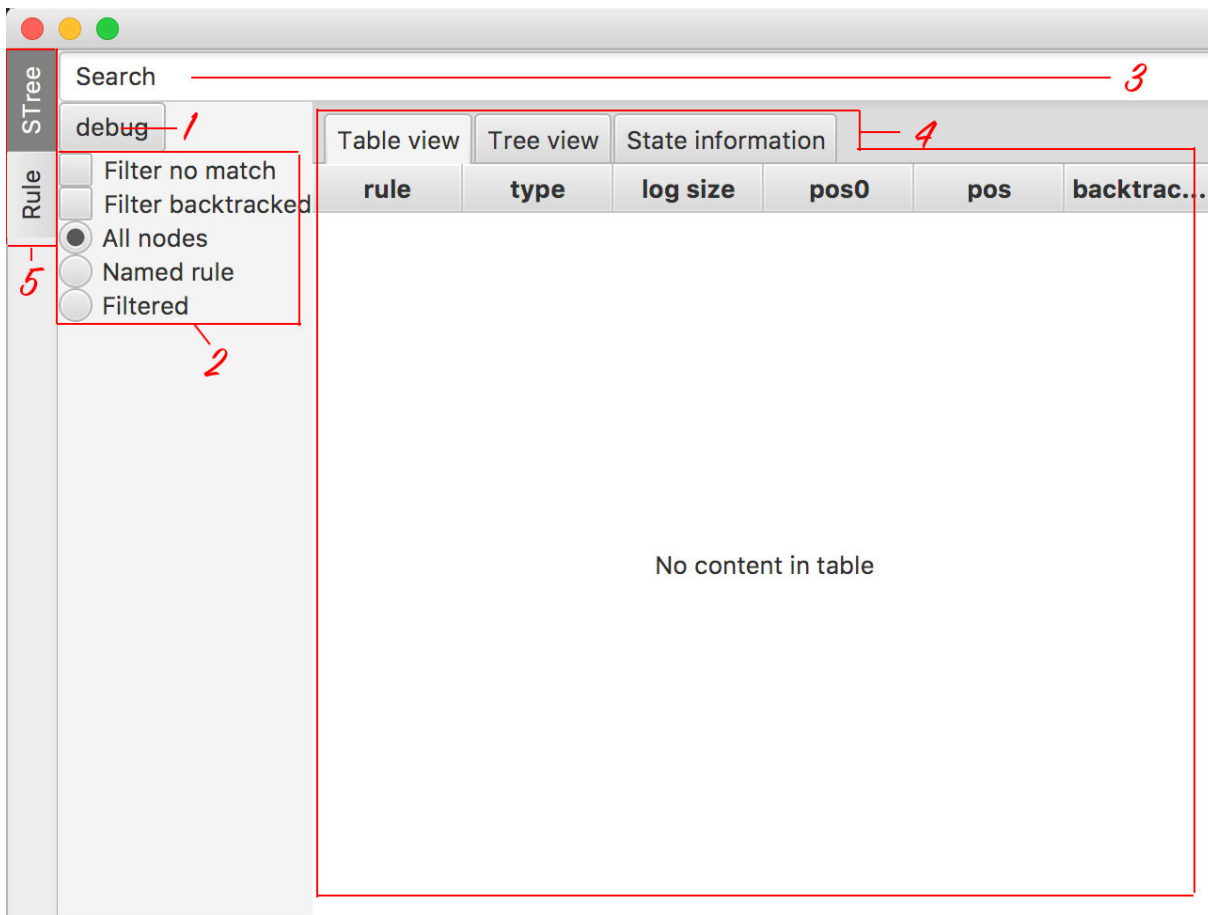 STree
Rule
Search
3
debug
1
Filter no match
Filter backtracked
All nodes
Named rule
Filtered
5
2
Table view Tree view State information
4
rule type log size pos0 pos backtrac...
No content in table